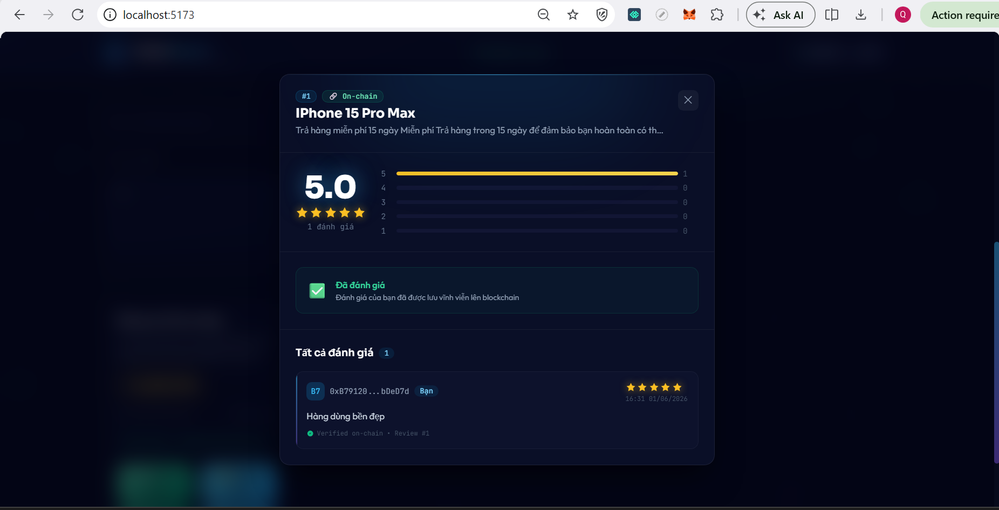 localhost:5173
Ask AI
Q
Action require
#1
On-chain
IPhone 15 Pro Max
Trả hàng miễn phí 15 ngày Miễn phí Trả hàng trong 15 ngày để đảm bảo bạn hoàn toàn có th...
5.0
1 đánh giá
5 1
4 0
3 0
2 0
1 0
Đã đánh giá
Đánh giá của bạn đã được lưu vĩnh viễn lên blockchain
Tất cả đánh giá 1
B7 0xB79120...bDeD7d Bạn
16:31 01/06/2026
Hàng dùng bền đẹp
Verified on-chain • Review #1